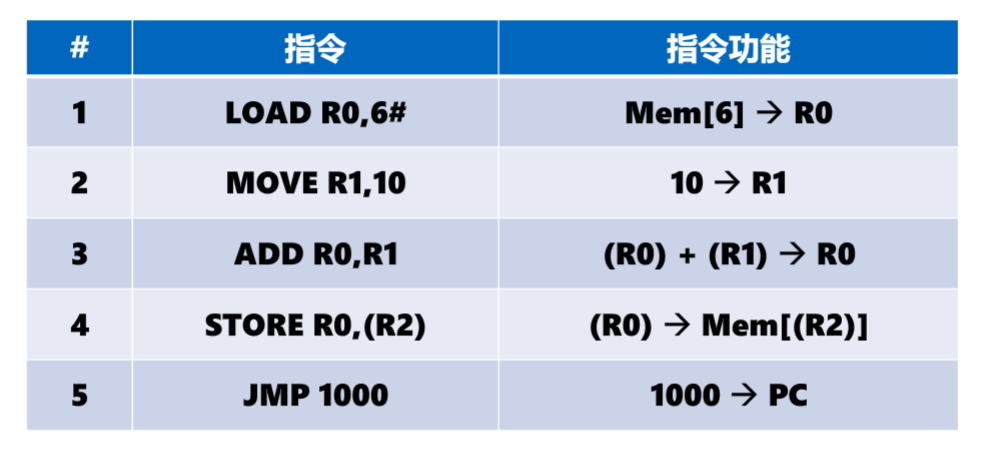 # 指令 指令功能
1 LOAD R0,6# Mem[6] → R0
2 MOVE R1,10 10 → R1
3 ADD R0,R1 (R0) + (R1) → R0
4 STORE R0,(R2) (R0) → Mem[(R2)]
5 JMP 1000 1000 → PC